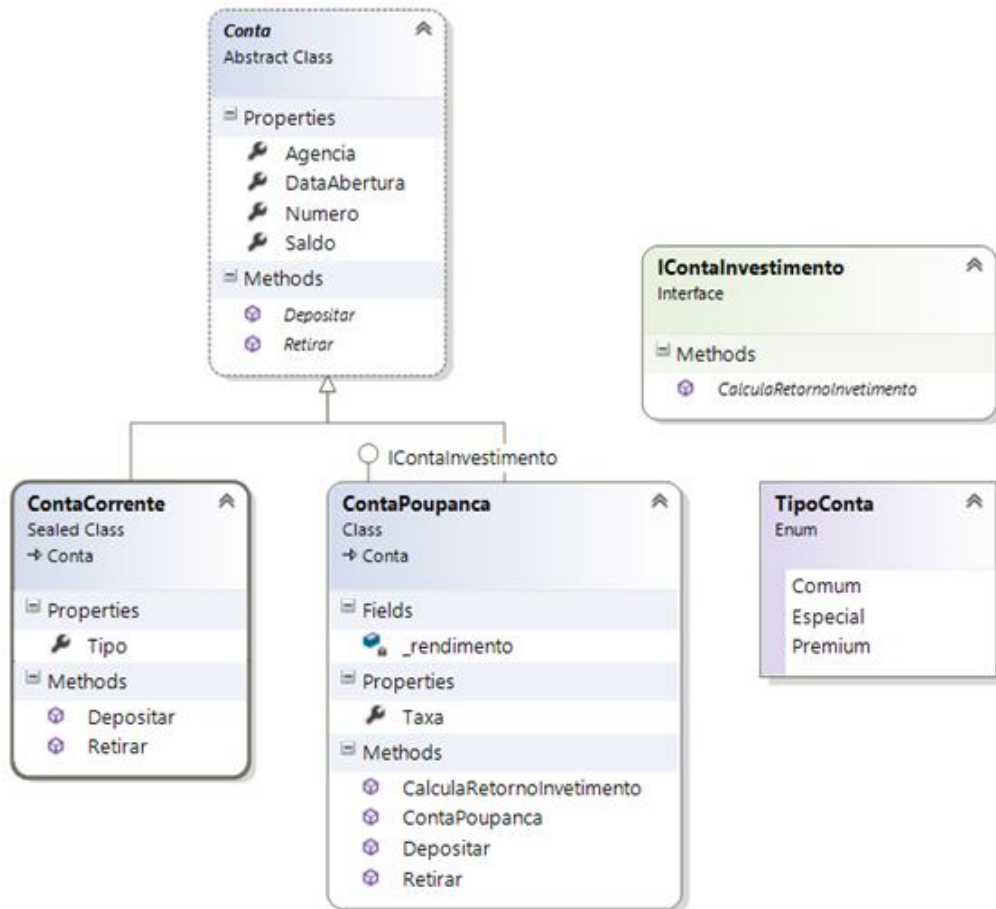 Conta
Abstract Class
Properties
Agencia
DataAbertura
Numero
Saldo
Methods
Depositar
Retirar
IContaInvestimento
Interface
Methods
CalculaRetornoInvetimento
IContaInvestimento
ContaCorrente
Sealed Class
Conta
Properties
Tipo
Methods
Depositar
Retirar
ContaPoupanca
Class
Conta
Fields
_rendimento
Properties
Taxa
Methods
CalculaRetornoInvetimento
ContaPoupanca
Depositar
Retirar
TipoConta
Enum
Comum
Especial
Premium